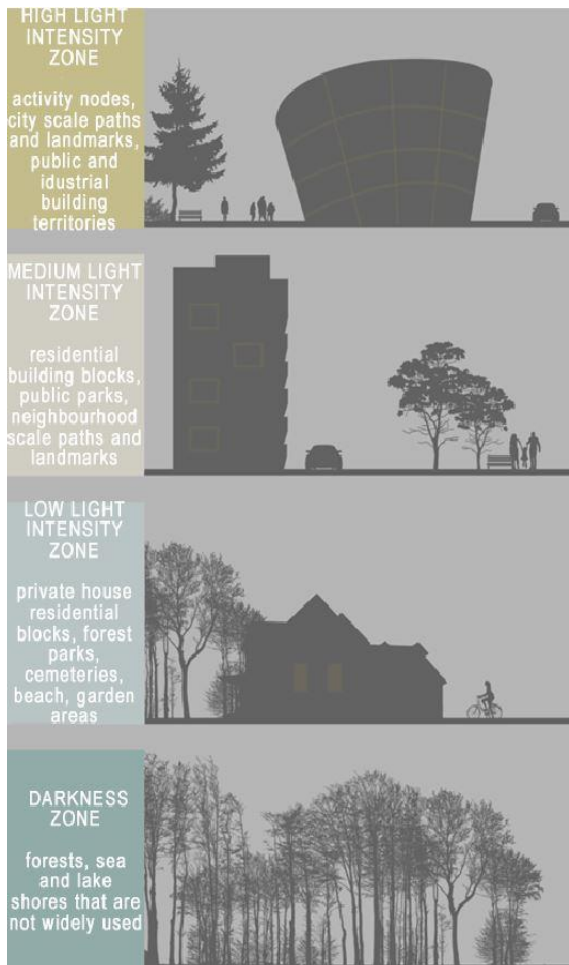 HIGH LIGHT
INTENSITY
ZONE
activity nodes,
city scale paths
and landmarks,
public and
idustrial
building
territories
MEDIUM LIGHT
INTENSITY
ZONE
residential
building blocks,
public parks,
neighbourhood
scale paths and
landmarks
LOW LIGHT
INTENSITY
ZONE
private house
residential
blocks, forest
parks,
cemeteries,
beach, garden
areas
DARKNESS
ZONE
forests, sea
and lake
shores that are
not widely used